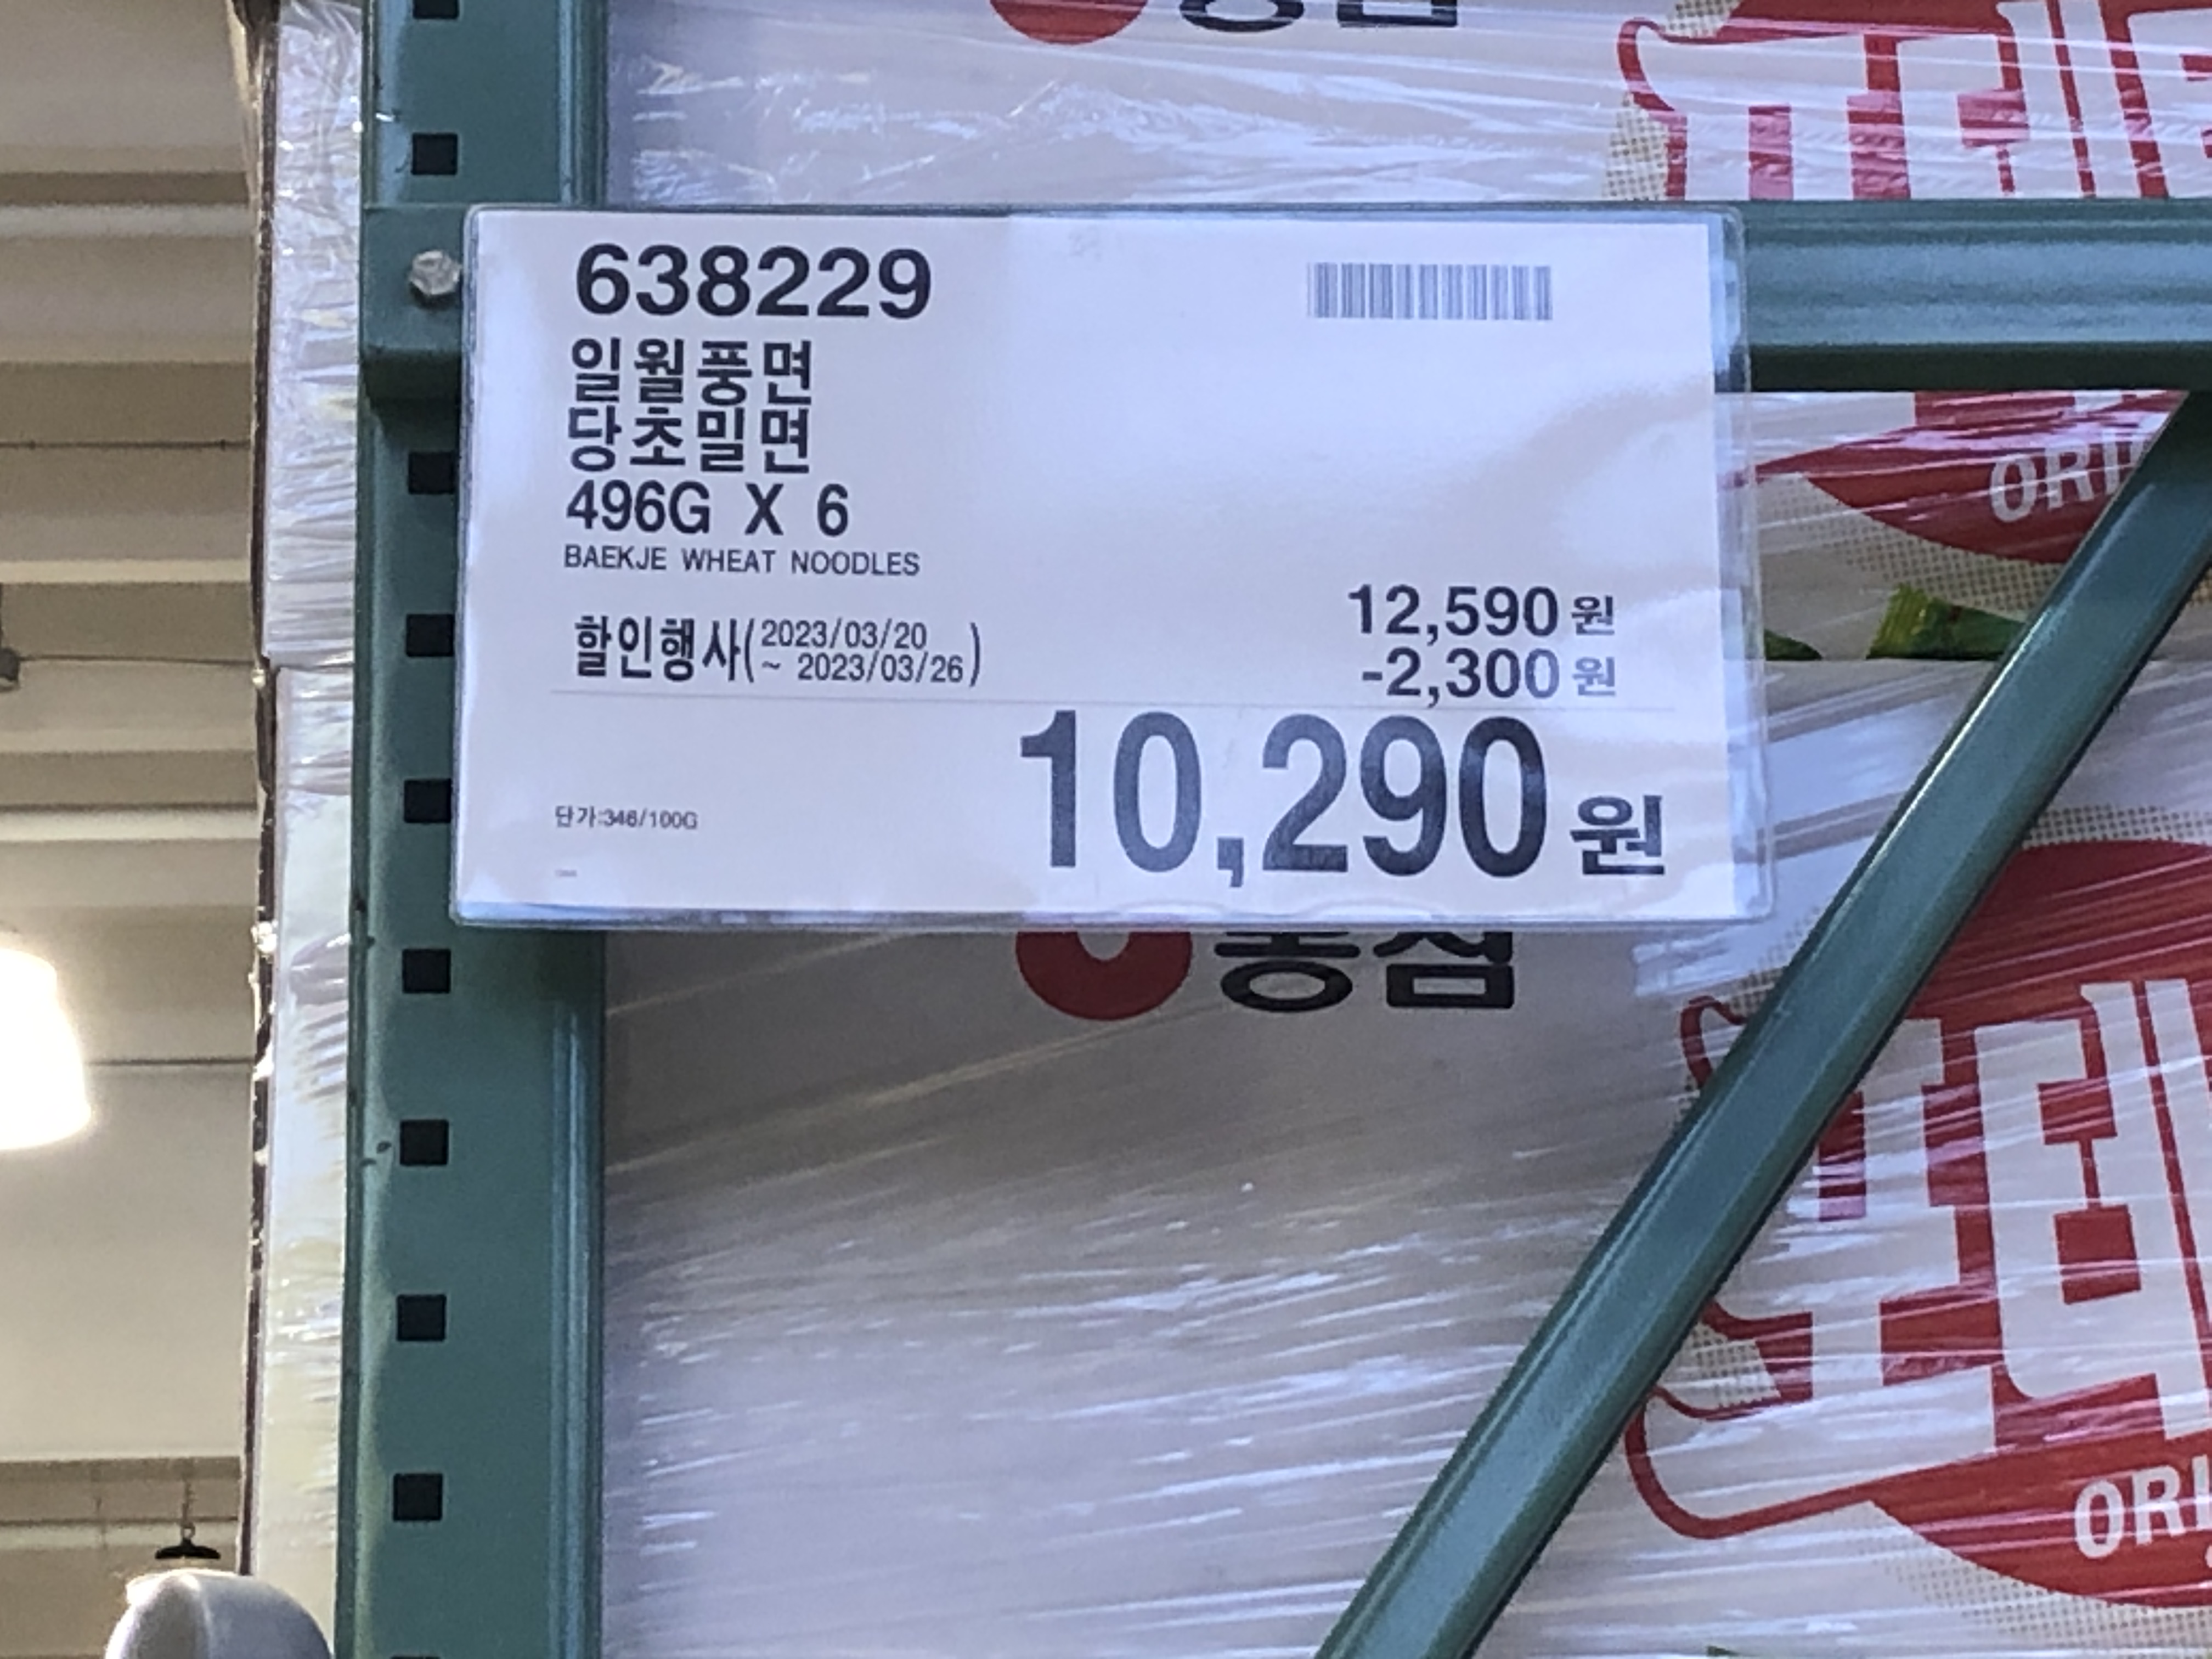 638229
일월풍면
당초밀면
496G X 6
BAEKJE WHEAT NOODLES
12,590 원
할인행사( 2023/03/20
~ 2023/03/26 )
-2,300 원
10,290 원
단가:346/100G
농심
ORI
ORI